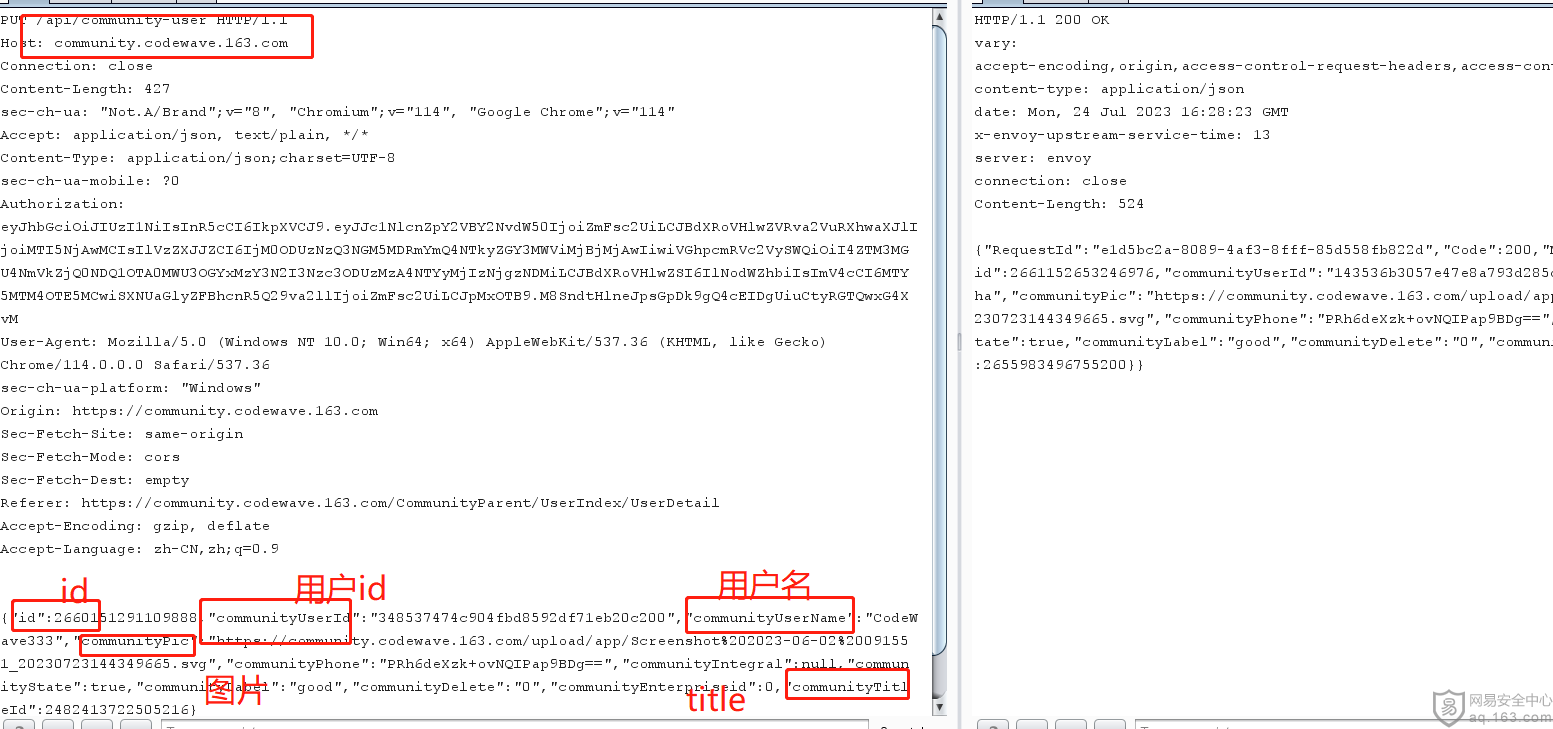 PUT /api/community-user HTTP/1.1
Host: community.codewave.163.com
Connection: close
Content-Length: 427
sec-ch-ua: "Not.A/Brand";v="8", "Chromium";v="114", "Google Chrome";v="114"
Accept: application/json, text/plain, */*
Content-Type: application/json;charset=UTF-8
sec-ch-ua-mobile: ?0
Authorization:
eyJhbGciOiJIUzI1NiIsInR5cCI6IkpXVCJ9.eyJJc1NlcnZpY2VBY2NvdW50IjoiZmFsc2UiLCJBdXRoVHlwZVRva2VuRXhwaXJlI
joiMTI5NjAwMCIsIlVzZXJJZCI6IjM0ODUzNzQ3NGM5MDRmYmQ4NTkyZGY3MWViMjBjMjAwIiwiVGhpcmRVc2VySWQiOiI4ZTM3MG
U4NmVkZjQ0NDQ1OTA0MWU3OGYxMzY3N2I3Nzc3ODUzMzA4NTYyMjIzNjgzNDMiLCJBdXRoVHlwZSI6IlNodWZhbiIsImV4cCI6MTY
5MTM4OTE5MCwiSXNUaGlyZFBhcnR5Q29va2llIjoiZmFsc2UiLCJpMxOTB9.M8SndtHlneJpsGpDk9gQ4cEIDgUiuCtyRGTQwxG4X
vM
User-Agent: Mozilla/5.0 (Windows NT 10.0; Win64; x64) AppleWebKit/537.36 (KHTML, like Gecko)
Chrome/114.0.0.0 Safari/537.36
sec-ch-ua-platform: "Windows"
Origin: https://community.codewave.163.com
Sec-Fetch-Site: same-origin
Sec-Fetch-Mode: cors
Sec-Fetch-Dest: empty
Referer: https://community.codewave.163.com/CommunityParent/UserIndex/UserDetail
Accept-Encoding: gzip, deflate
Accept-Language: zh-CN,zh;q=0.9
id
用户id
用户名
{"id":2660151291109888,"communityUserId":"348537474c904fbd8592df71eb20c200","communityUserName":"CodeW
ave333","communityPic":"https://community.codewave.163.com/upload/app/Screenshot%202023-06-02%2009155
1_20230723144349665.svg","communityPhone":"PRh6deXzk+ovNQIPap9BDg==","communityIntegral":null,"commun
ityState":true,"communityLabel":"good","communityDelete":"0","communityEnterpriseid":0,"communityTitl
eId":2482413722505216}
图片
title
HTTP/1.1 200 OK
vary:
accept-encoding,origin,access-control-request-headers,access-con
content-type: application/json
date: Mon, 24 Jul 2023 16:28:23 GMT
x-envoy-upstream-service-time: 13
server: envoy
connection: close
Content-Length: 524
{"RequestId":"e1d5bc2a-8089-4af3-8fff-85d558fb822d","Code":200,"
id":2661152653246976,"communityUserId":"143536b3057e47e8a793d285
ha","communityPic":"https://community.codewave.163.com/upload/ap
230723144349665.svg","communityPhone":"PRh6deXzk+ovNQIPap9BDg==",
tate":true,"communityLabel":"good","communityDelete":"0","commun
:2655983496755200}}
网易安全中心
aq.163.com